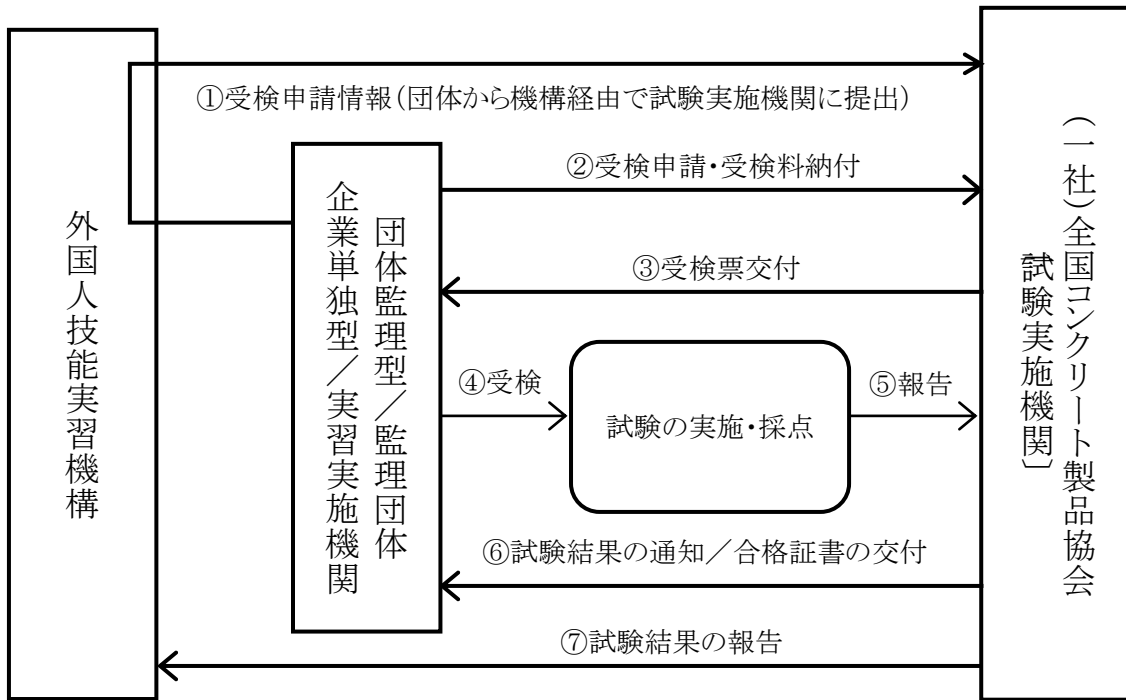 外国人技能実習機構
①受検申請情報(団体から機構経由で試験実施機関に提出)
団体監理型/監理団体
企業単独型/実習実施機関
②受検申請・受検料納付
③受検票交付
④受検
試験の実施・採点
⑤報告
⑥試験結果の通知/合格証書の交付
⑦試験結果の報告
(一社)全国コンクリート製品協会
試験実施機関〕